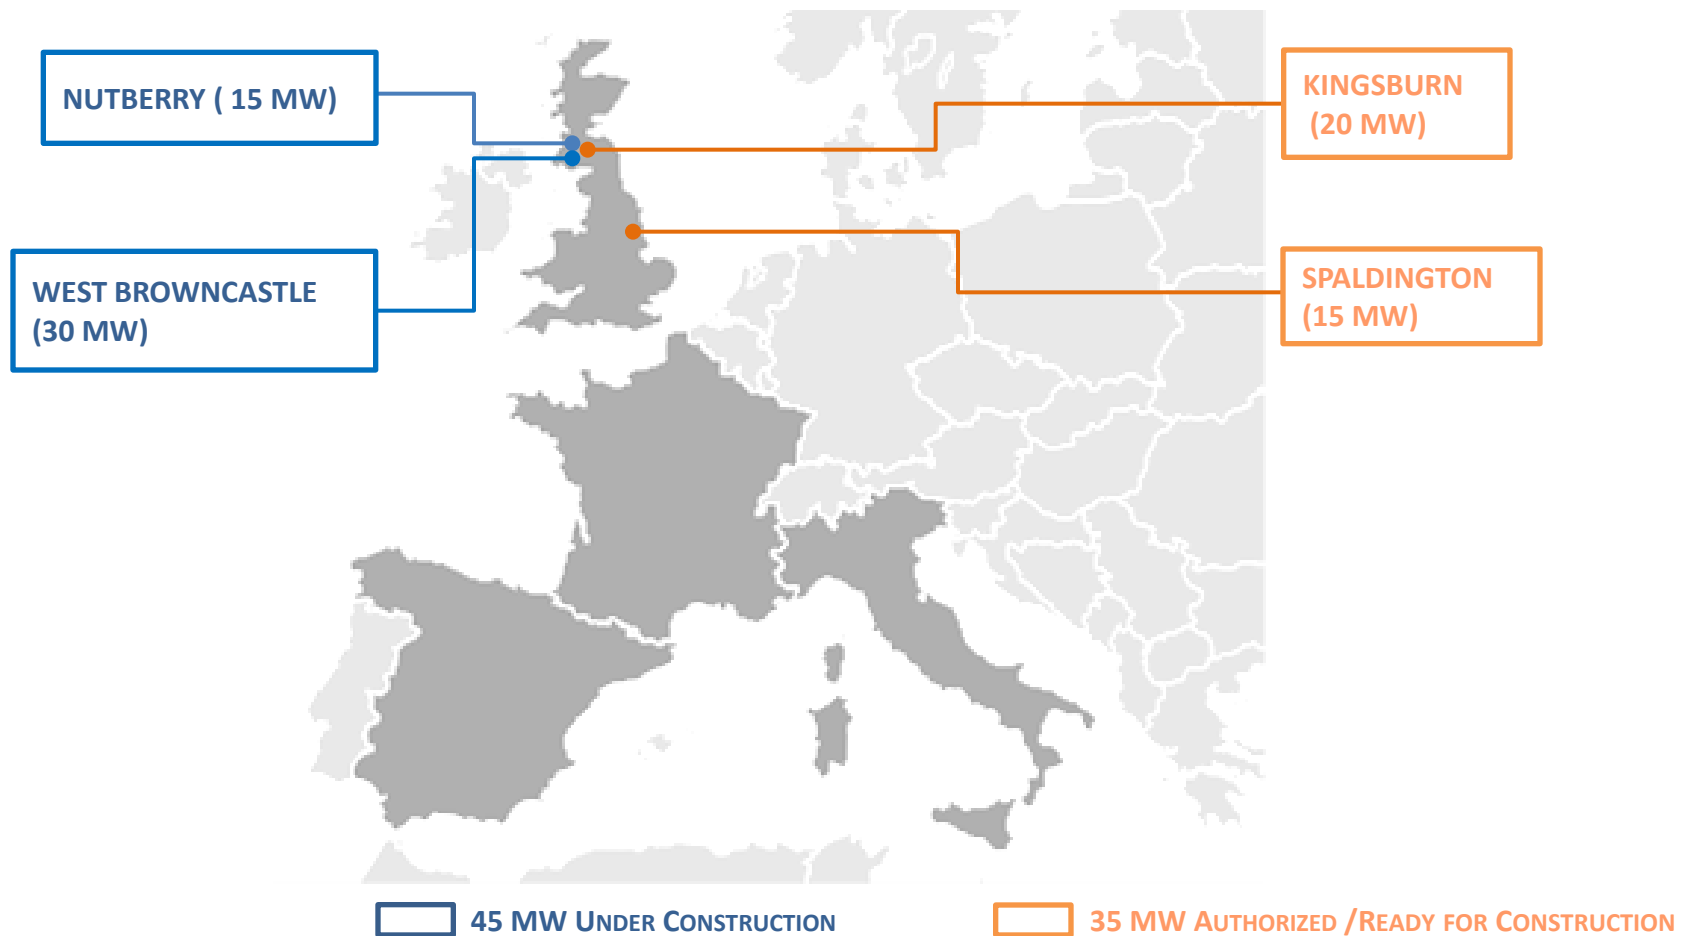 NUTBERRY ( 15 MW)
KINGSBURN
(20 MW)
WEST BROWNCASTLE
(30 MW)
SPALDINGTON
(15 MW)
45 MW UNDER CONSTRUCTION
35 MW AUTHORIZED /READY FOR CONSTRUCTION